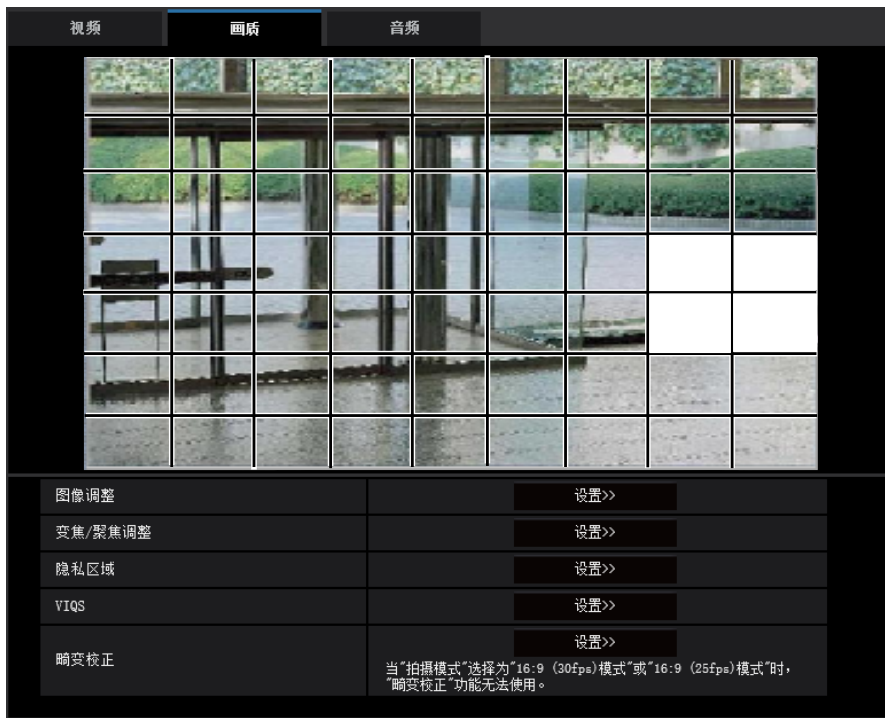 视频
画质
音频
图像调整
设置>>
变焦/聚焦调整
设置>>
隐私区域
设置>>
VIQS
设置>>
畸变校正
设置>>
当"拍摄模式"选择为"16:9 (30fps)模式"或"16:9 (25fps)模式"时,
"畸变校正"功能无法使用。